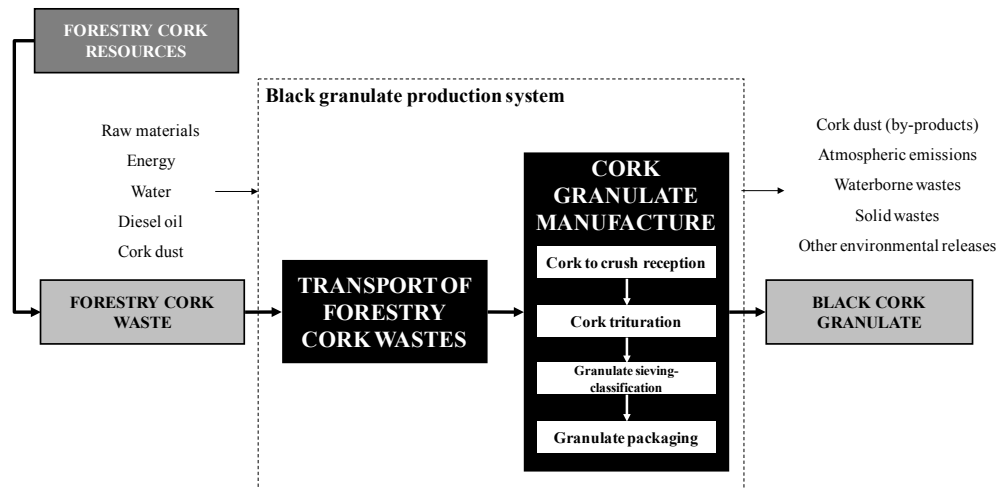 FORESTRY CORK
RESOURCES
Black granulate production system
Raw materials
Energy
Water
Diesel oil
Cork dust
FORESTRY CORK
WASTE
TRANSPORT OF
FORESTRY
CORK WASTES
CORK
GRANULATE
MANUFACTURE
Cork to crush reception
Cork trituration
Granulate sieving-
classification
Granulate packaging
Cork dust (by-products)
Atmospheric emissions
Waterborne wastes
Solid wastes
Other environmental releases
BLACK CORK
GRANULATE